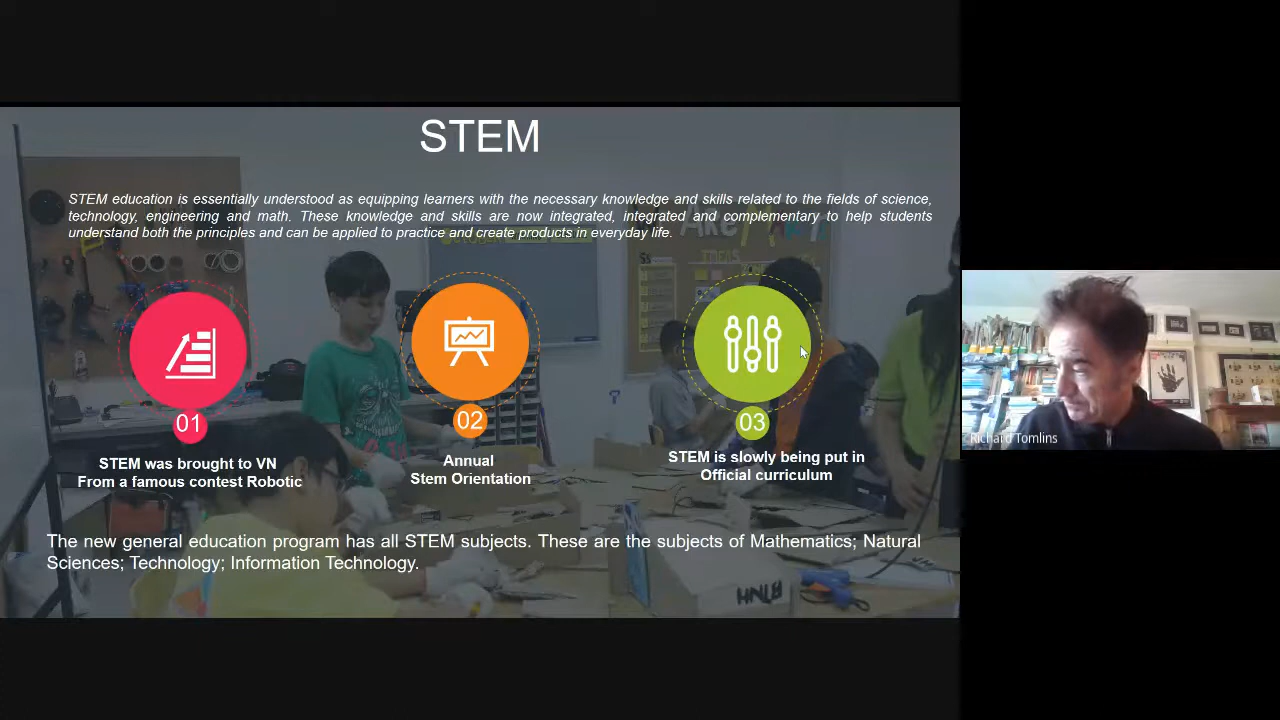 STEM
STEM education is essentially understood as equipping learners with the necessary knowledge and skills related to the fields of science,
technology, engineering and math. These knowledge and skills are now integrated, integrated and complementary to help students
understand both the principles and can be applied to practice and create products in everyday life.
01
STEM was brought to VN
From a famous contest Robotic
02
Annual
Stem Orientation
03
STEM is slowly being put in
Official curriculum
The new general education program has all STEM subjects. These are the subjects of Mathematics; Natural
Sciences; Technology; Information Technology.
Richard Tomlins